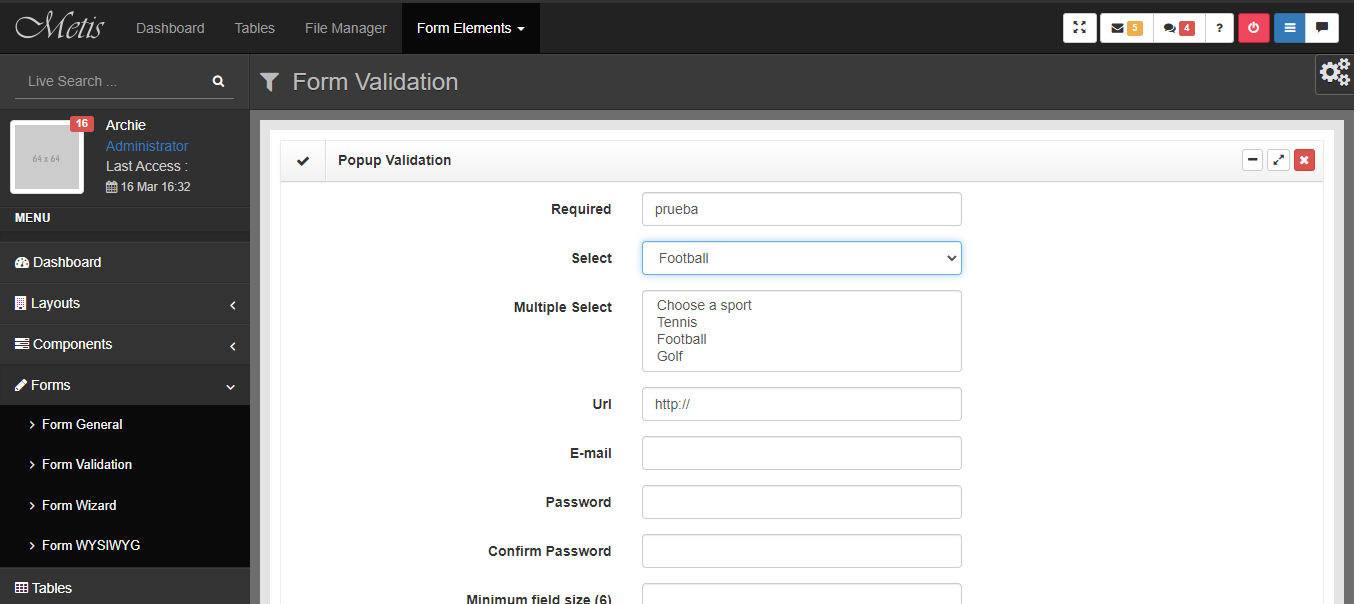 Metis Dashboard Tables File Manager Form Elements 5 4 ?
Live Search ...
Form Validation
16
64 x 64
Archie
Administrator
Last Access :
16 Mar 16:32
MENU
Dashboard
Layouts
Components
Forms
Form General
Form Validation
Form Wizard
Form WYSIWYG
Tables
Popup Validation
Required prueba
Select Football
Multiple Select Choose a sport
Tennis
Football
Golf
Url http://
E-mail
Password
Confirm Password
Minimum field size (6)